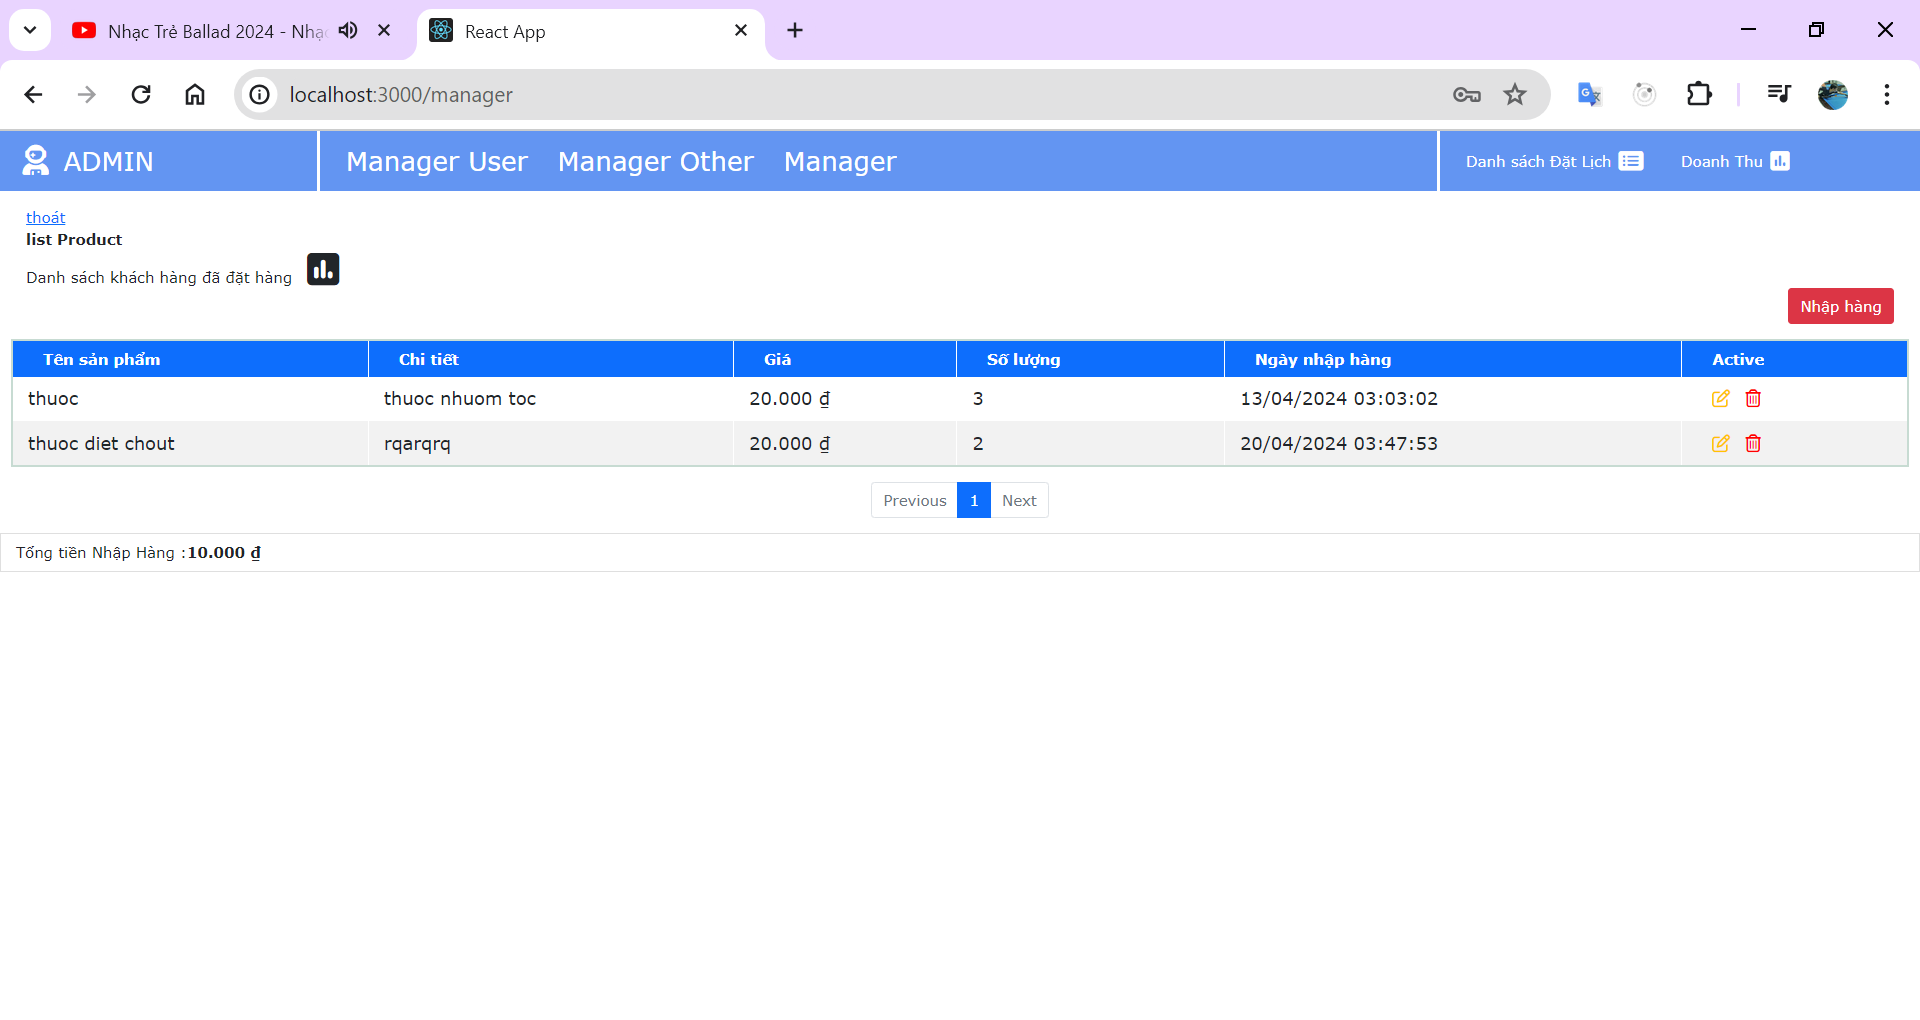 Nhạc Trẻ Ballad 2024 - Nhạc
React App
localhost:3000/manager
ADMIN
Manager User Manager Other Manager
Danh sách Đặt Lịch
Doanh Thu
thoát
list Product
Danh sách khách hàng đã đặt hàng
Nhập hàng
Tên sản phẩm Chi tiết Giá Số lượng Ngày nhập hàng Active
thuoc thuoc nhuom toc 20.000 ₫ 3 13/04/2024 03:03:02
thuoc diet chout rqarqrq 20.000 ₫ 2 20/04/2024 03:47:53
Previous 1 Next
Tổng tiền Nhập Hàng :10.000 ₫